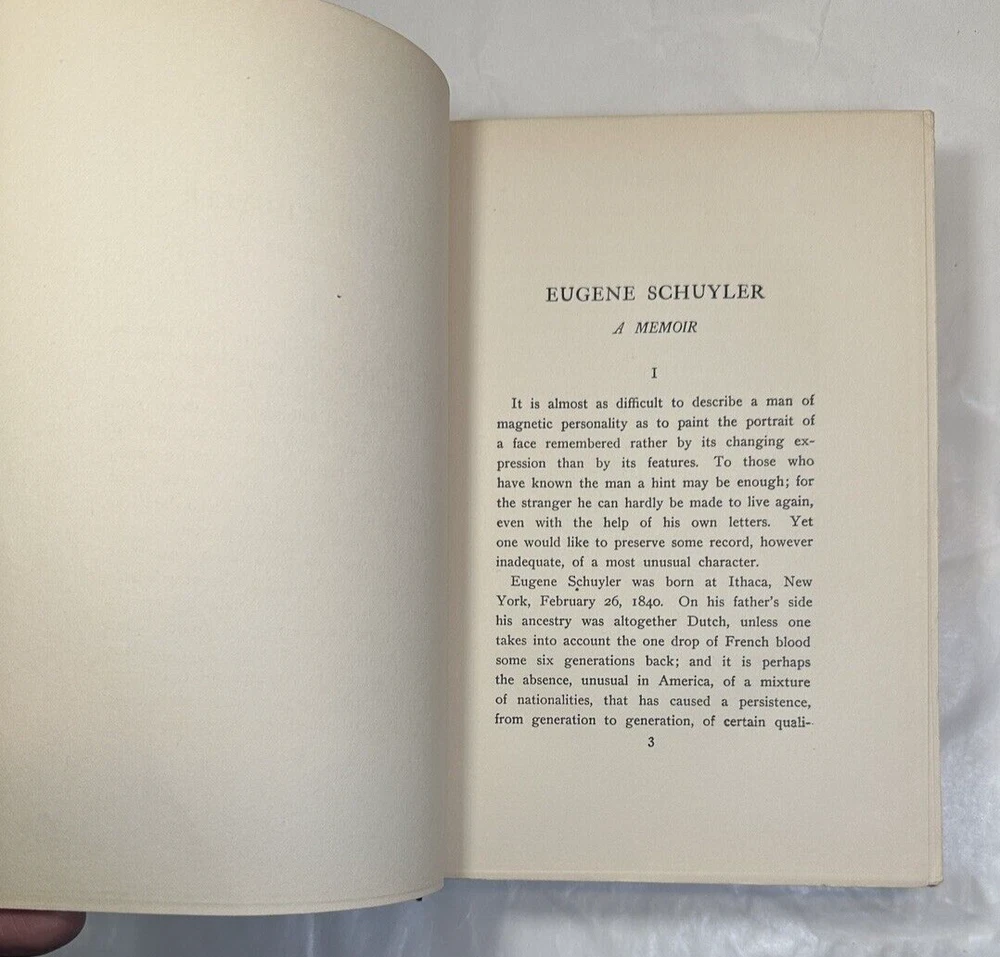 EUGENE SCHUYLER
A MEMOIR
I
It is almost as difficult to describe a man of
magnetic personality as to paint the portrait of
a face remembered rather by its changing ex-
pression than by its features. To those who
have known the man a hint may be enough; for
the stranger he can hardly be made to live again,
even with the help of his own letters. Yet
one would like to preserve some record, however
inadequate, of a most unusual character.
Eugene Schuyler was born at Ithaca, New
York, February 26, 1840. On his father's side
his ancestry was altogether Dutch, unless one
takes into account the one drop of French blood
some six generations back; and it is perhaps
the absence, unusual in America, of a mixture
of nationalities, that has caused a persistence,
from generation to generation, of certain quali-
3